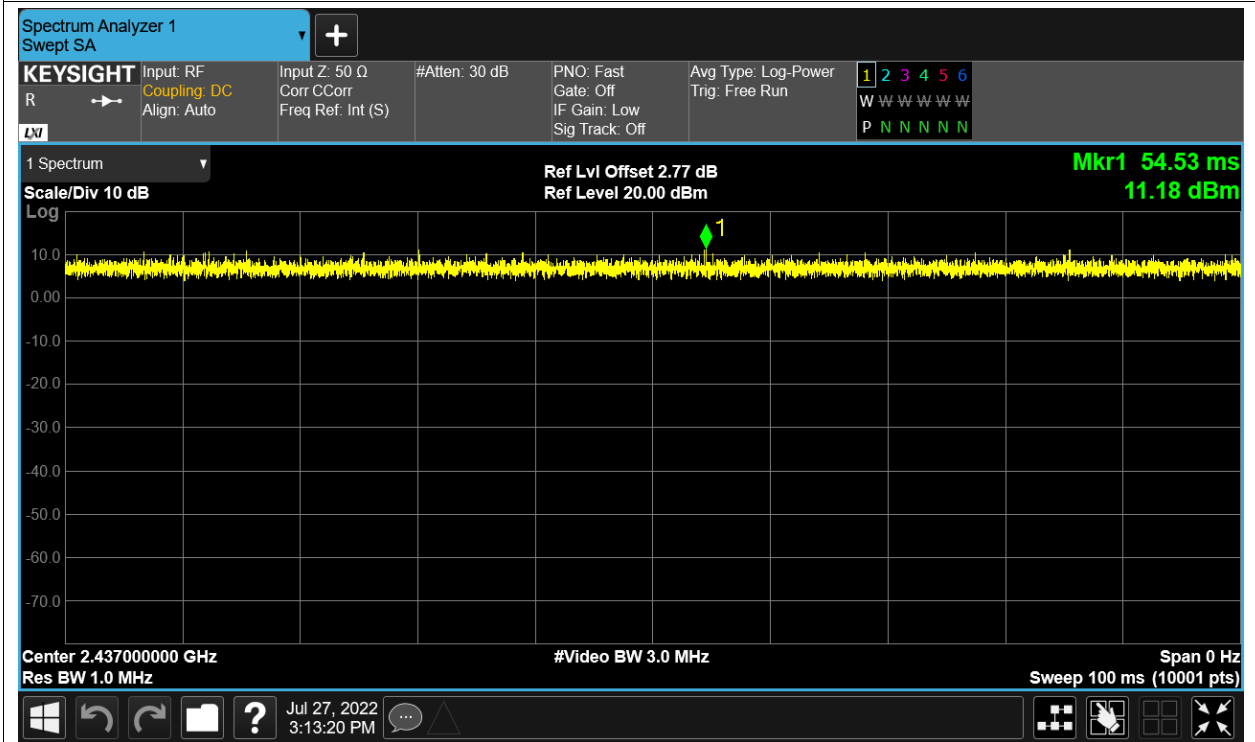 Spectrum Analyzer 1
Swept SA
KEYSIGHT
R
LXI
Input: RF
Coupling: DC
Align: Auto
Input Z: 50 Ω
Corr CCorr
Freq Ref: Int (S)
#Atten: 30 dB
PNO: Fast
Gate: Off
IF Gain: Low
Sig Track: Off
Avg Type: Log-Power
Trig: Free Run
1 2 3 4 5 6
W W W W W W
P N N N N N
1 Spectrum
Scale/Div 10 dB
Ref Lvl Offset 2.77 dB
Ref Level 20.00 dBm
Mkr1 54.53 ms
11.18 dBm
Log
1
10.0
0.00
-10.0
-20.0
-30.0
-40.0
-50.0
-60.0
-70.0
Center 2.437000000 GHz
Res BW 1.0 MHz
#Video BW 3.0 MHz
Span 0 Hz
Sweep 100 ms (10001 pts)
?
Jul 27, 2022
3:13:20 PM